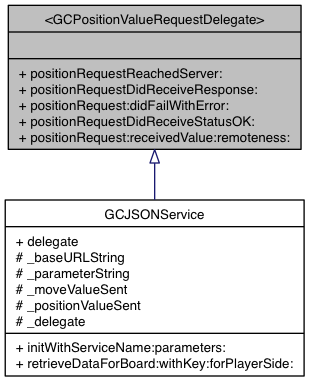 <GCPositionValueRequestDelegate>
+ positionRequestReachedServer:
+ positionRequestDidReceiveResponse:
+ positionRequest:didFailWithError:
+ positionRequestDidReceiveStatusOK:
+ positionRequest:receivedValue:remoteness:
GCJSONService
+ delegate
# _baseURLString
# _parameterString
# _moveValueSent
# _positionValueSent
# _delegate
+ initWithServiceName:parameters:
+ retrieveDataForBoard:withKey:forPlayerSide: